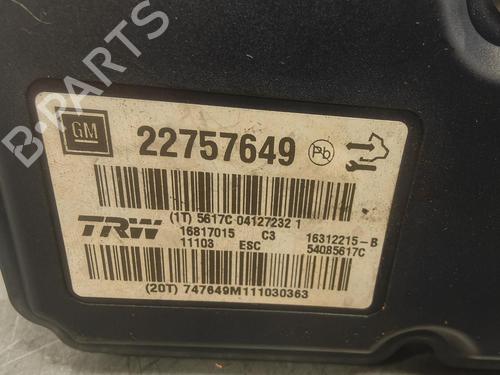 B-PARTS
GM
22757649
Pb
(1T) 5617C 04127232 1
TRW
16817015 C3 16312215-B
11103 ESC 54085617C
(20T) 747649M111030363